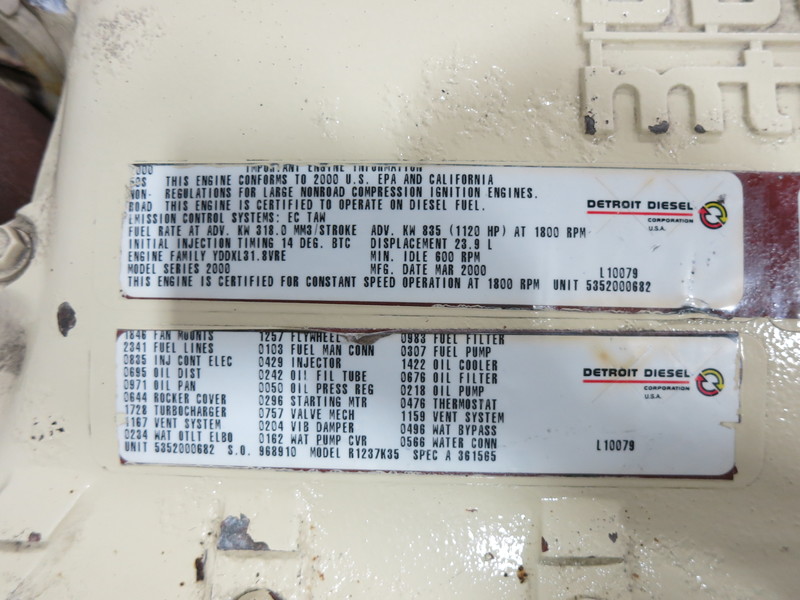 mt
2000 IMPORTANT ENGINE INFORMATION
THIS ENGINE CONFORMS TO 2000 U.S. EPA AND CALIFORNIA
NON- REGULATIONS FOR LARGE NONROAD COMPRESSION IGNITION ENGINES.
ROAD THIS ENGINE IS CERTIFIED TO OPERATE ON DIESEL FUEL.
EMISSION CONTROL SYSTEMS: EC TAW
FUEL RATE AT ADV. KW 318.0 MM3/STROKE ADV. KW 835 (1120 HP) AT 1800 RPM
INITIAL INJECTION TIMING 14 DEG. BTC DISPLACEMENT 23.9 L
ENGINE FAMILY YDDXL31.8VRE MIN. IDLE 600 RPM
MODEL SERIES 2000 MFG. DATE MAR 2000 L10079
THIS ENGINE IS CERTIFIED FOR CONSTANT SPEED OPERATION AT 1800 RPM UNIT 5352000682
DETROIT DIESEL
CORPORATION
U.S.A.
1846 FAN MOUNTS 1257 FLYWHEEL 0983 FUEL FILTER
2341 FUEL LINES 0103 FUEL MAN CONN 0307 FUEL PUMP
0835 INJ CONT ELEC 0429 INJECTOR 1422 OIL COOLER
0695 OIL DIST 0242 OIL FIL TUBE 0676 OIL FILTER
0971 OIL PAN 0050 OIL PRESS REG 0218 OIL PUMP
0644 ROCKER COVER 0296 STARTING MTR 0476 THERMOSTAT
1728 TURBOCHARGER 0757 VALVE MECH 1159 VENT SYSTEM
1167 VENT SYSTEM 0204 VIB DAMPER 0496 WAT BYPASS
0234 WAT OTLT ELBO 0162 WAT PUMP CVR 0566 WATER CONN L10079
UNIT 5352000682 S.O. 968910 MODEL R1237K35 SPEC A 361565
DETROIT DIESEL
CORPORATION
U.S.A.